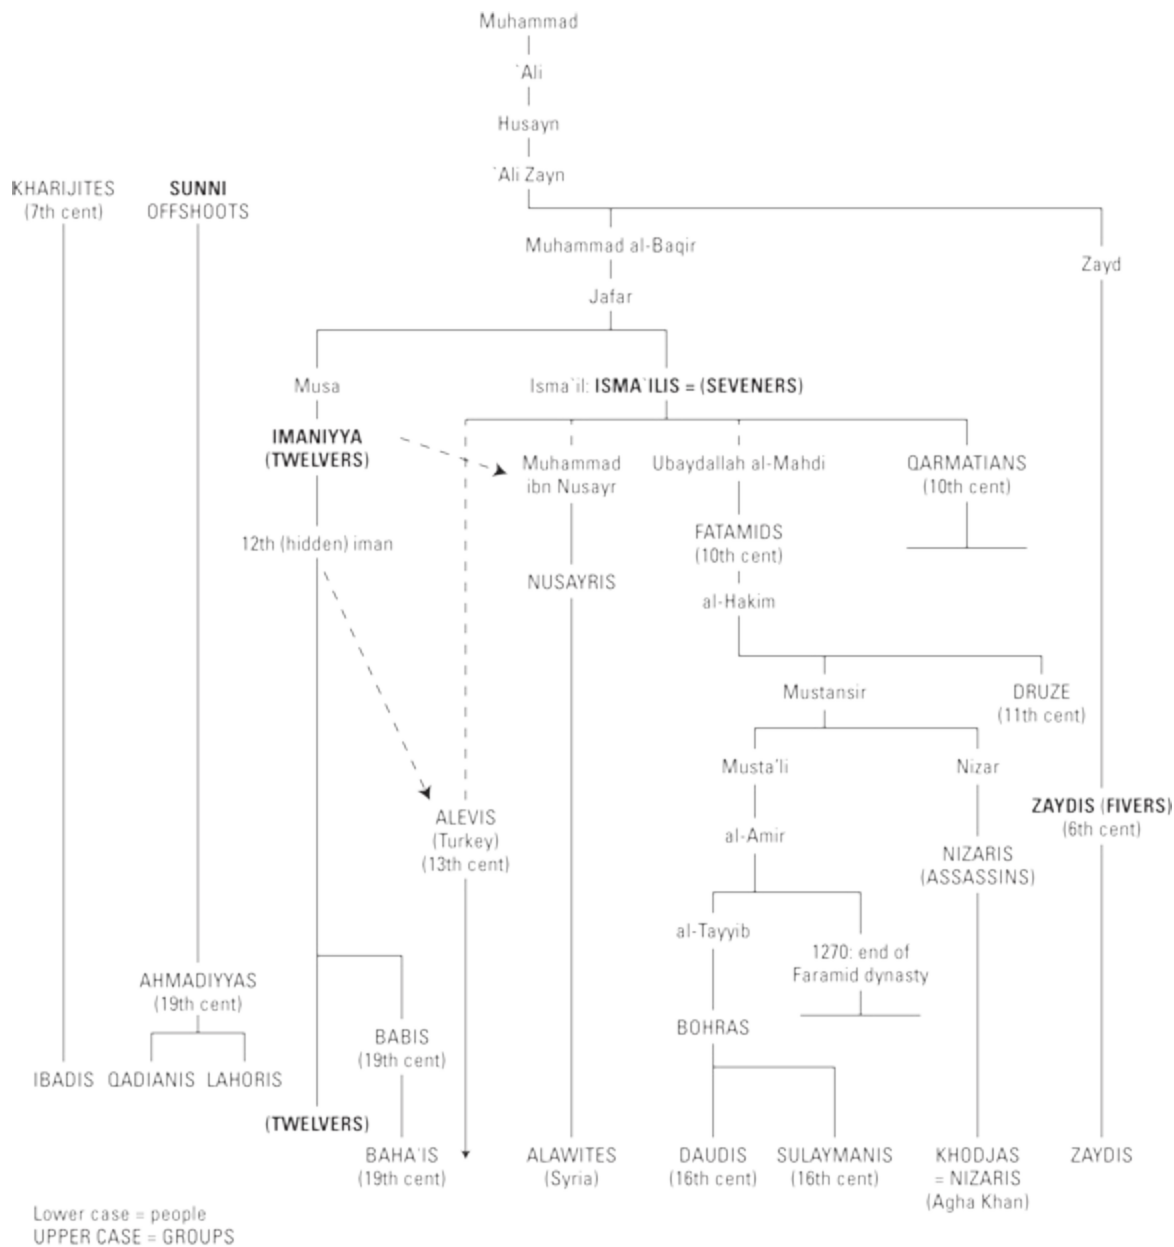 Muhammad
`Ali
Husayn
`Ali Zayn
KHARIJITES
(7th cent)
SUNNI
OFFSHOOTS
Muhammad al-Baqir
Zayd
Jafar
Musa
Isma`il: ISMA`ILIS = (SEVENERS)
IMANIYYA
(TWELVERS)
Muhammad
ibn Nusayr
Ubaydallah al-Mahdi
QARMATIANS
(10th cent)
12th (hidden) iman
FATAMIDS
(10th cent)
NUSAYRIS
al-Hakim
Mustansir
DRUZE
(11th cent)
Musta'li
Nizar
ALEVIS
(Turkey)
(13th cent)
ZAYDIS (FIVERS)
(6th cent)
al-Amir
NIZARIS
(ASSASSINS)
al-Tayyib
1270: end of
Faramid dynasty
AHMADIYYAS
(19th cent)
BABIS
(19th cent)
BOHRAS
IBADIS
QADIANIS
LAHORIS
(TWELVERS)
BAHA'IS
(19th cent)
ALAWITES
(Syria)
DAUDIS
(16th cent)
SULAYMANIS
(16th cent)
KHODJAS
= NIZARIS
(Agha Khan)
ZAYDIS
Lower case = people
UPPER CASE = GROUPS